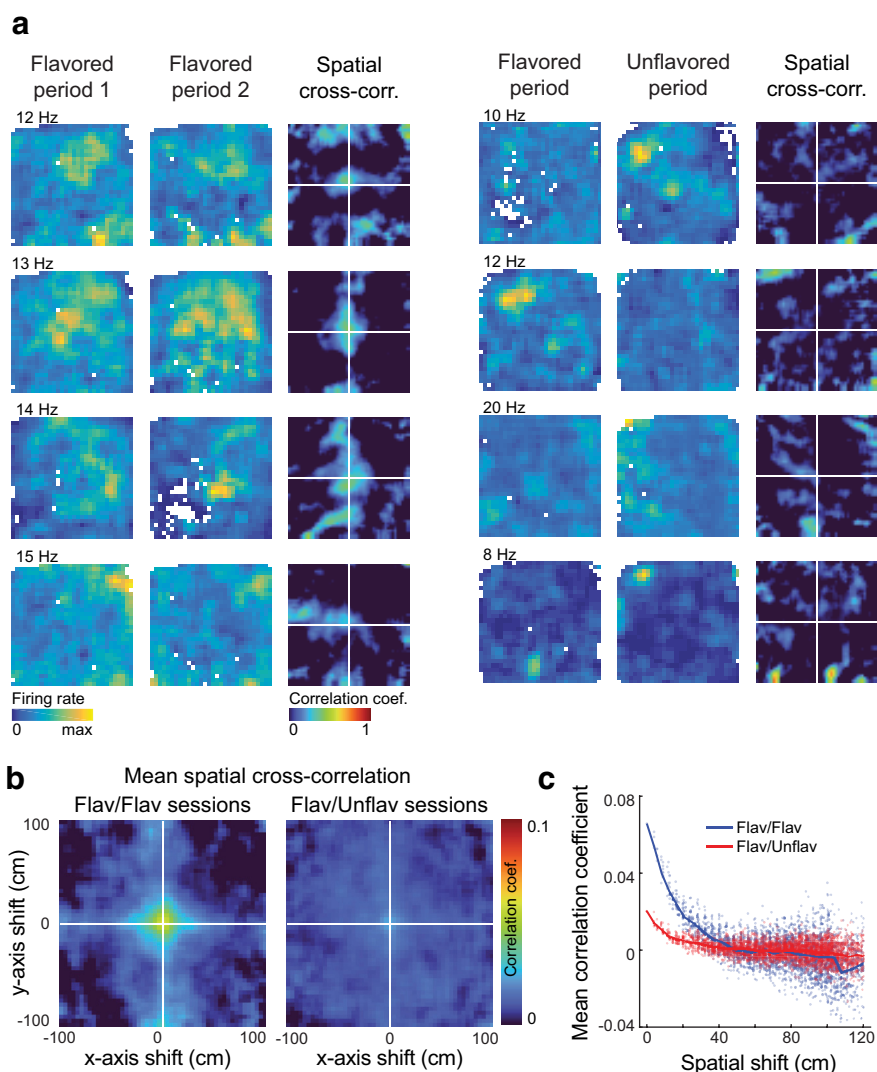 a
Flavored
period 1
Flavored
period 2
Spatial
cross-corr.
Flavored
period
Unflavored
period
Spatial
cross-corr.
12 Hz
10 Hz
13 Hz
12 Hz
14 Hz
20 Hz
15 Hz
8 Hz
Firing rate
0 max
Correlation coef.
0 1
b
Mean spatial cross-correlation
Flav/Flav sessions
Flav/Unflav sessions
y-axis shift (cm)
100
0
-100
-100 0 100
x-axis shift (cm)
-100 0 100
x-axis shift (cm)
0.1
Correlation coef.
0
c
Mean correlation coefficient
0.08
0.04
0
-0.04
Flav/Flav
Flav/Unflav
0 40 80 120
Spatial shift (cm)